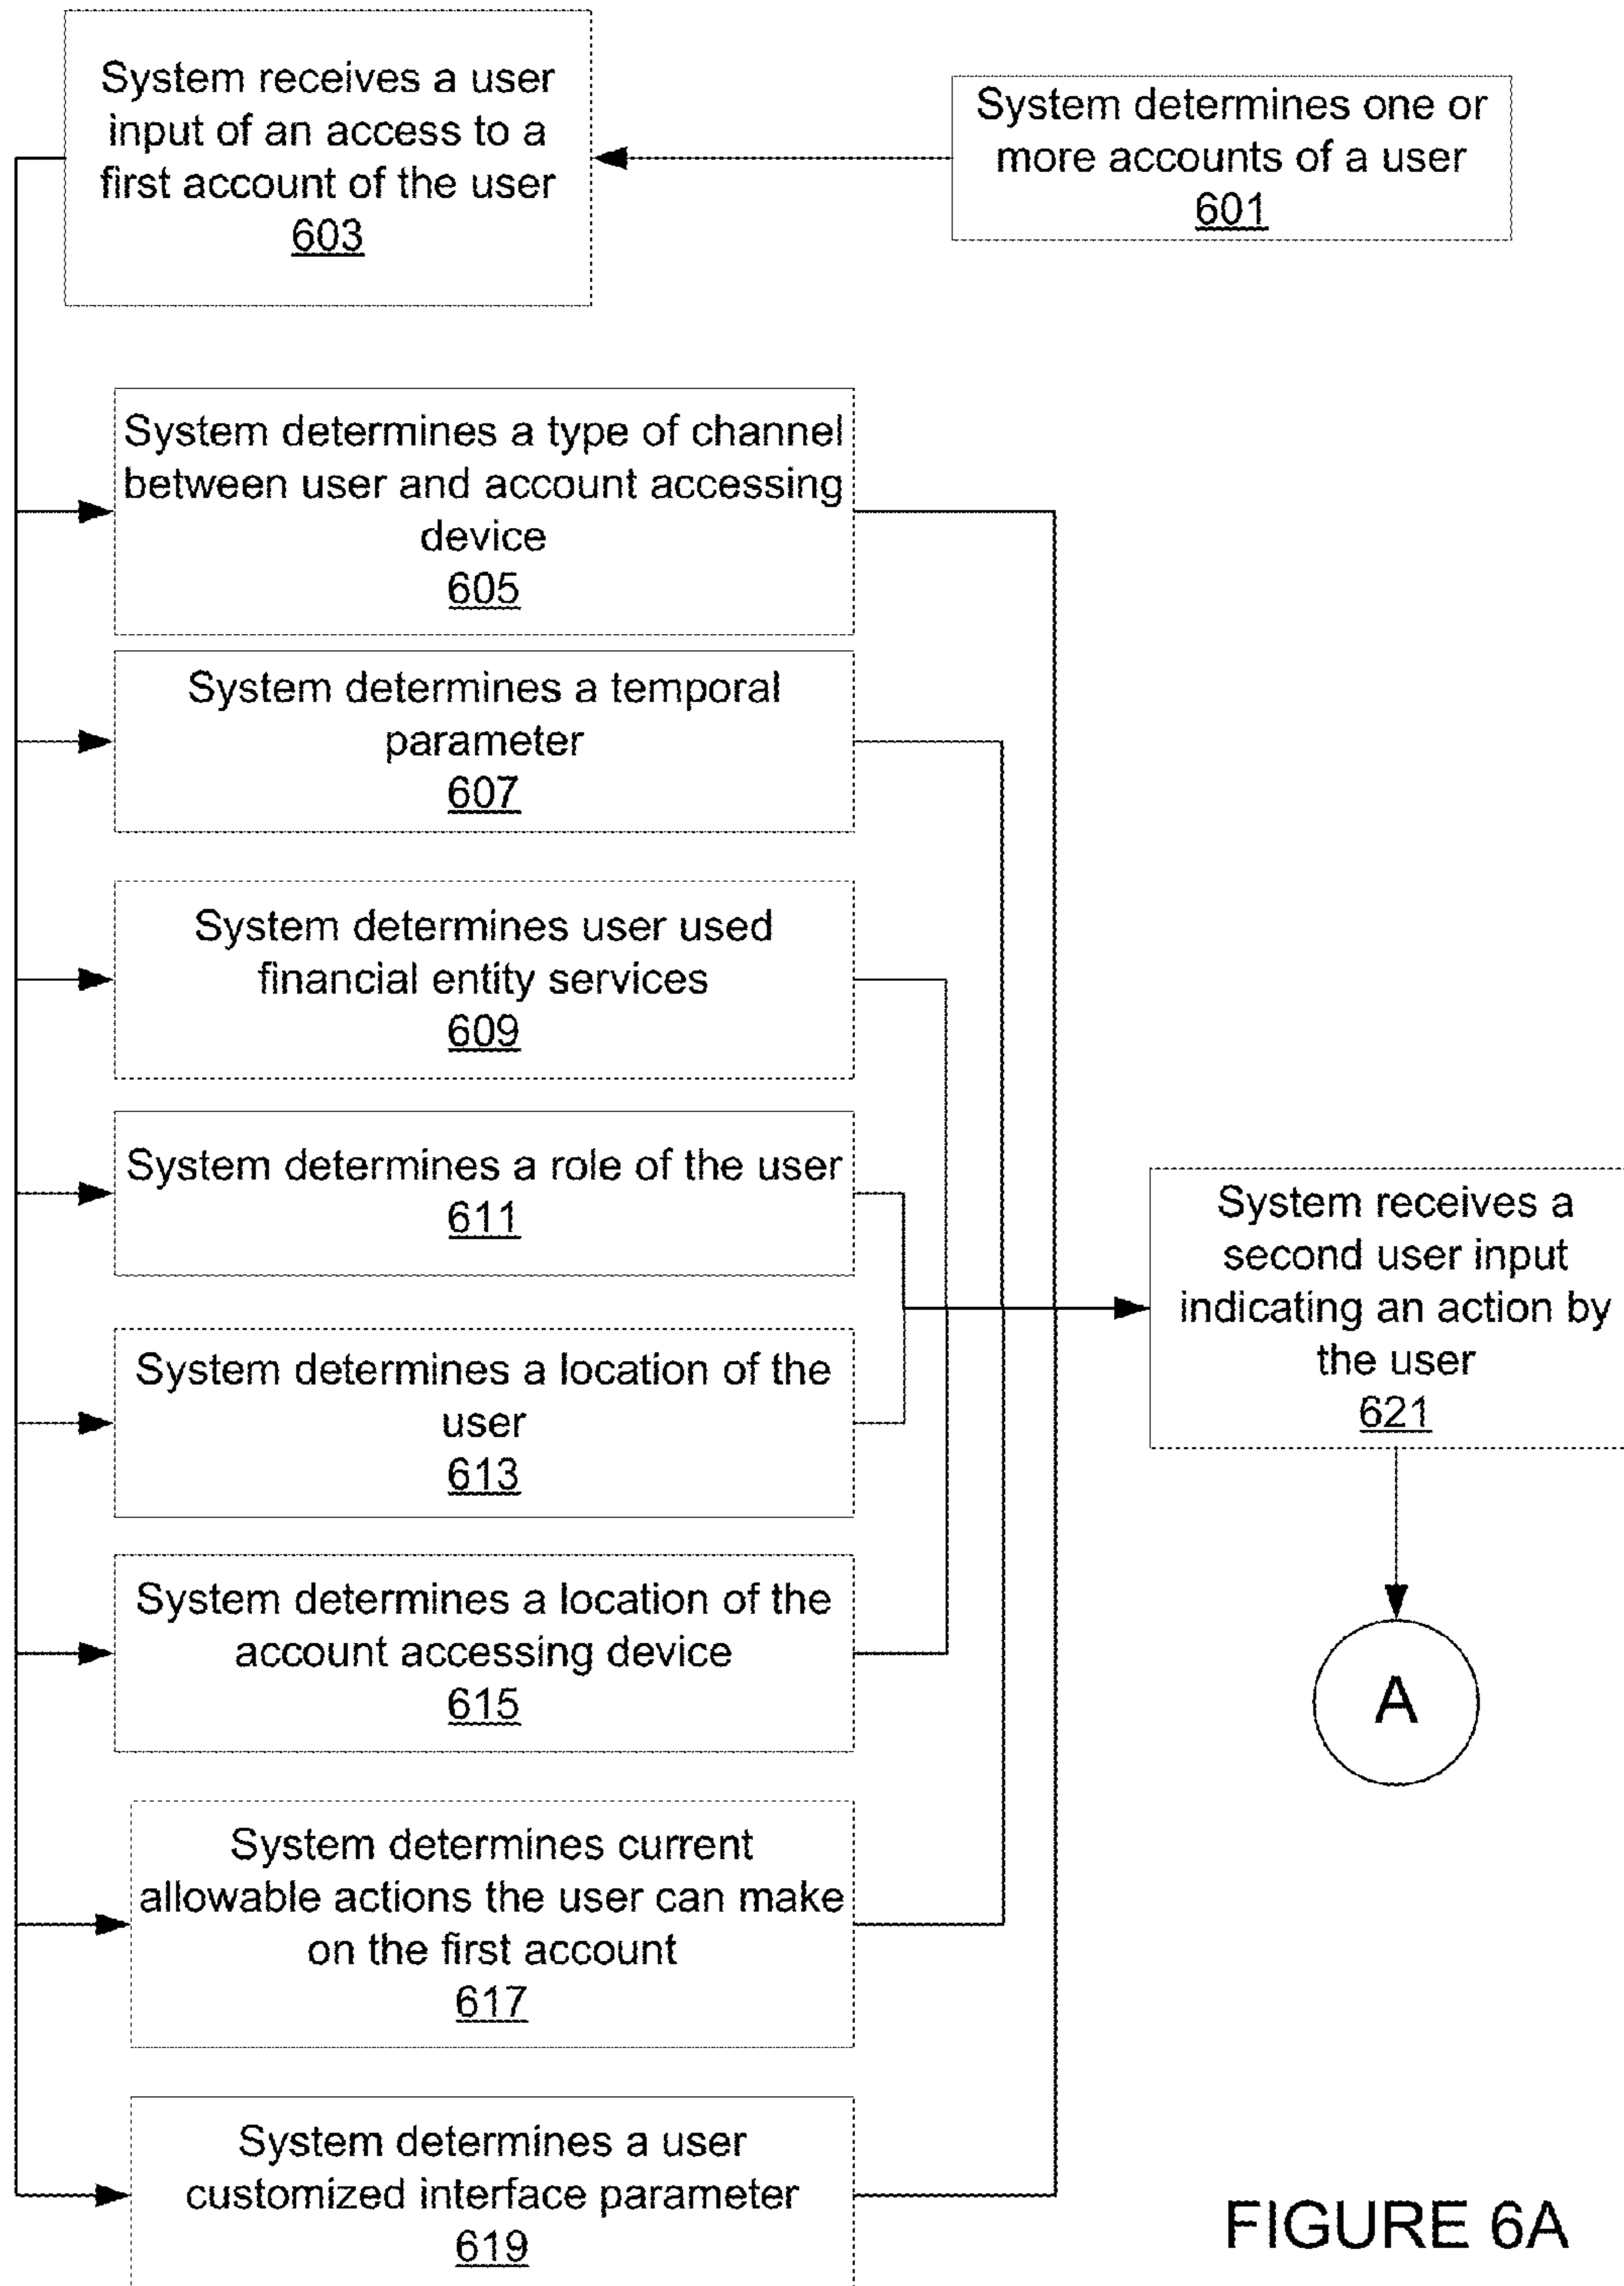 System receives a user
input of an access to a
first account of the user
603
System determines one or
more accounts of a user
601
System determines a type of channel
between user and account accessing
device
605
System determines a temporal
parameter
607
System determines user used
financial entity services
609
System determines a role of the user
611
System determines a location of the
user
613
System determines a location of the
account accessing device
615
System determines current
allowable actions the user can make
on the first account
617
System determines a user
customized interface parameter
619
System receives a
second user input
indicating an action by
the user
621
A
FIGURE 6A